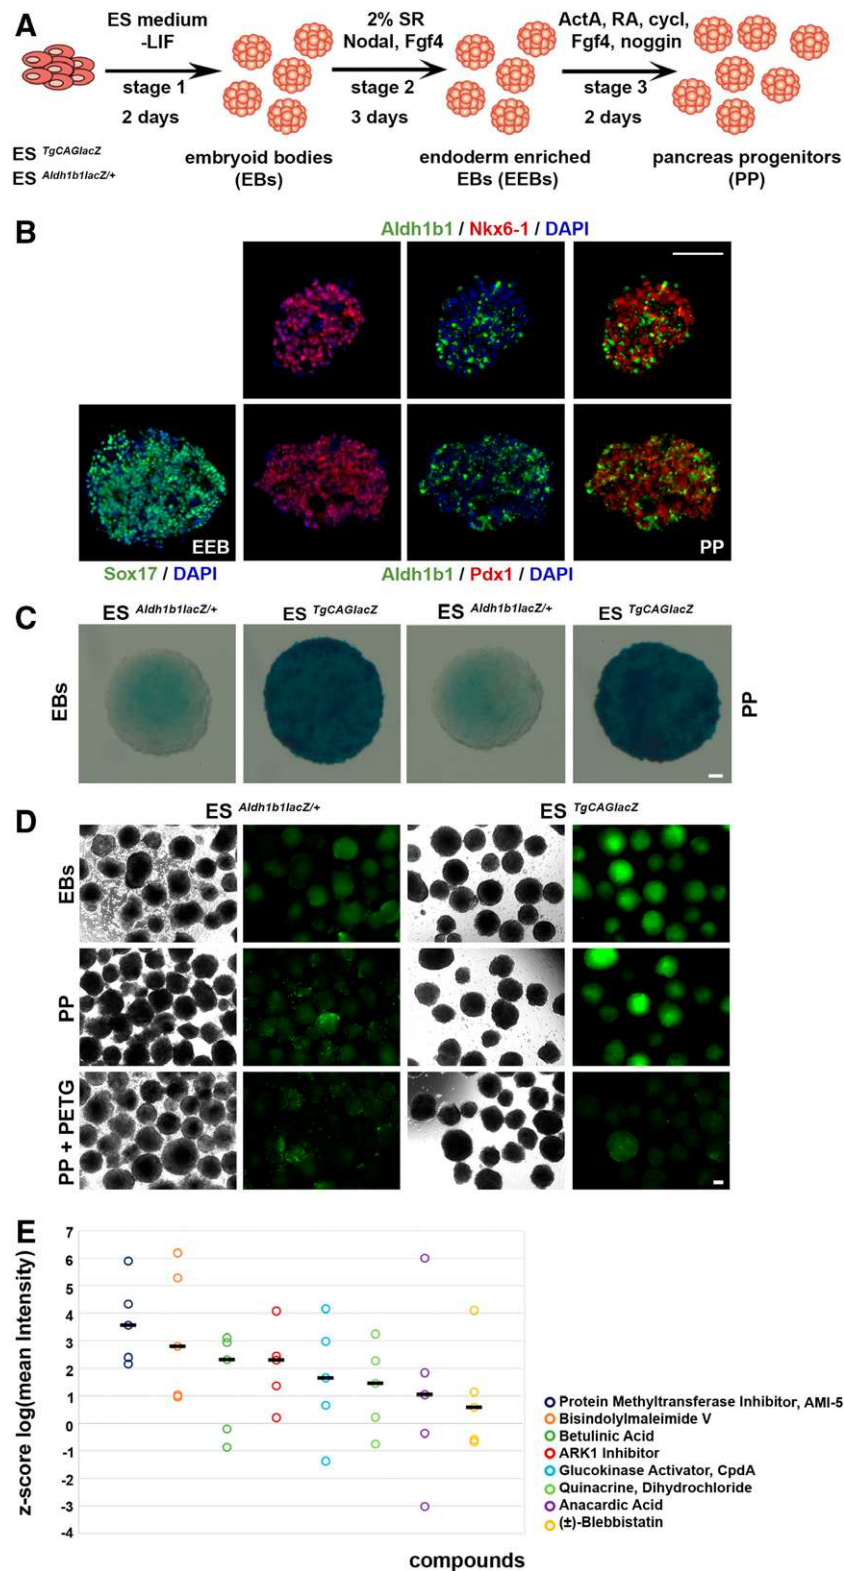 A
ES medium
-LIF
stage 1
2 days
2% SR
Nodal, Fgf4
stage 2
3 days
ActA, RA, cycl,
Fgf4, noggin
stage 3
2 days
ES TgCAGlacZ
ES Aldh1b1lacZ/+
embryoid bodies
(EBs)
endoderm enriched
EBs (EEBs)
pancreas progenitors
(PP)
B
Aldh1b1 / Nkx6-1 / DAPI
EEB
PP
Sox17 / DAPI
Aldh1b1 / Pdx1 / DAPI
C
ES Aldh1b1lacZ/+
ES TgCAGlacZ
ES Aldh1b1lacZ/+
ES TgCAGlacZ
EBs
PP
D
ES Aldh1b1lacZ/+
ES TgCAGlacZ
EBs
PP
PP + PETG
E
z-score log(mean Intensity)
7
6
5
4
3
2
1
0
-1
-2
-3
-4
compounds
Protein Methyltransferase Inhibitor, AMI-5
Bisindolylmaleimide V
Betulinic Acid
ARK1 Inhibitor
Glucokinase Activator, CpdA
Quinacrine, Dihydrochloride
Anacardic Acid
(±)-Blebbistatin